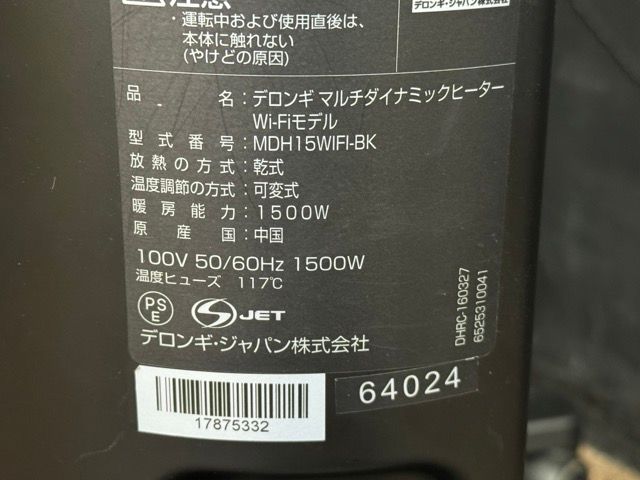 注意
・運転中および使用直後は、
本体に触れない
(やけどの原因)
デロンギ・ジャパン株式会社
品 名：デロンギ マルチダイナミックヒーター
Wi-Fiモデル
型式番号：MDH15WIFI-BK
放熱の方式：乾式
温度調節の方式：可変式
暖房能力：1500W
原産国：中国
100V 50/60Hz 1500W
温度ヒューズ 117℃
PS
E
S JET
デロンギ・ジャパン株式会社
DHRC-160327
6525310041
17875332
64024